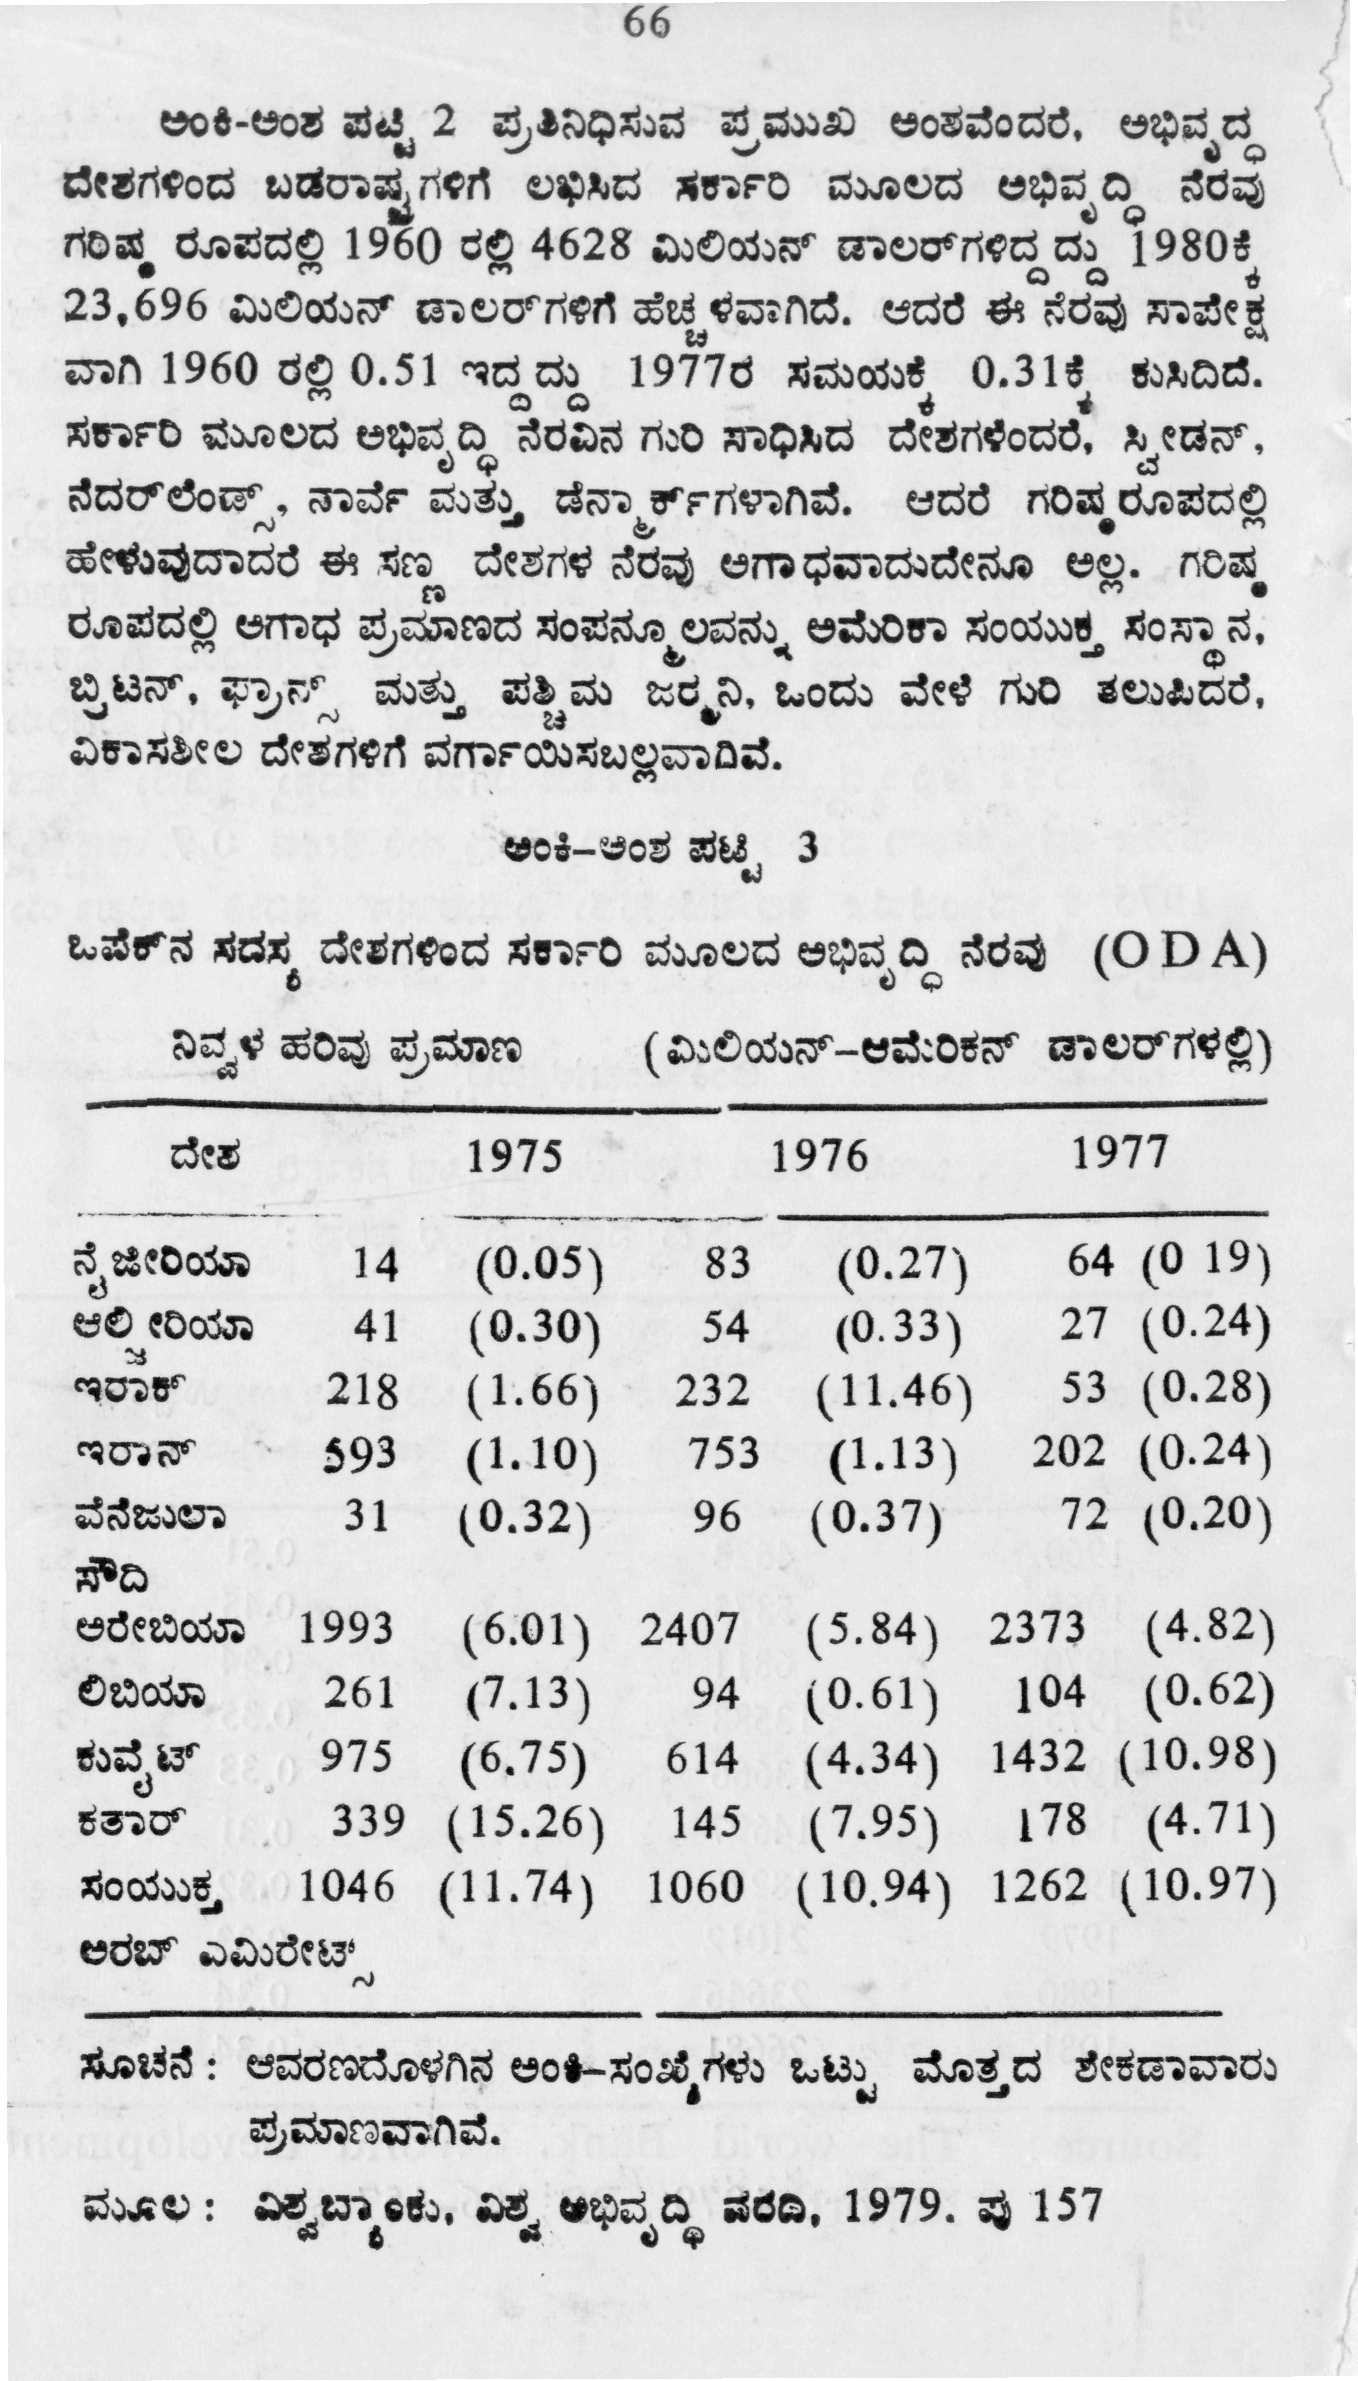 66
ಅಂಕಿ-ಅಂಶ ಪಟ್ಟಿ 2 ಪ್ರತಿನಿಧಿಸುವ ಪ್ರಮುಖ ಅಂಶವೆಂದರೆ, ಅಭಿವೃದ್ಧ
ದೇಶಗಳಿಂದ ಬಡರಾಷ್ಟ್ರಗಳಿಗೆ ಲಭಿಸಿದ ಸರ್ಕಾರಿ ಮೂಲದ ಅಭಿವೃದ್ಧಿ ನೆರವು
ಗರಿಷ್ಠ ರೂಪದಲ್ಲಿ 1960 ರಲ್ಲಿ 4628 ಮಿಲಿಯನ್ ಡಾಲರ್‌ಗಳಿದ್ದದ್ದು 1980ಕ್ಕೆ
23,696 ಮಿಲಿಯನ್ ಡಾಲರ್‌ಗಳಿಗೆ ಹೆಚ್ಚಳವಾಗಿದೆ. ಆದರೆ ಈ ನೆರವು ಸಾಪೇಕ್ಷ
ವಾಗಿ 1960 ರಲ್ಲಿ 0.51 ಇದ್ದದ್ದು 1977ರ ಸಮಯಕ್ಕೆ 0.31ಕ್ಕೆ ಕುಸಿದಿದೆ.
ಸರ್ಕಾರಿ ಮೂಲದ ಅಭಿವೃದ್ಧಿ ನೆರವಿನ ಗುರಿ ಸಾಧಿಸಿದ ದೇಶಗಳೆಂದರೆ, ಸ್ವೀಡನ್,
ನೆದರ್‌ಲೆಂಡ್ಸ್, ನಾರ್ವೆ ಮತ್ತು ಡೆನ್ಮಾರ್ಕ್‌ಗಳಾಗಿವೆ. ಆದರೆ ಗರಿಷ್ಠರೂಪದಲ್ಲಿ
ಹೇಳುವುದಾದರೆ ಈ ಸಣ್ಣ ದೇಶಗಳ ನೆರವು ಅಗಾಧವಾದುದೇನೂ ಅಲ್ಲ. ಗರಿಷ್ಠ
ರೂಪದಲ್ಲಿ ಅಗಾಧ ಪ್ರಮಾಣದ ಸಂಪನ್ಮೂಲವನ್ನು ಅಮೆರಿಕಾ ಸಂಯುಕ್ತ ಸಂಸ್ಥಾನ,
ಬ್ರಿಟನ್, ಫ್ರಾನ್ಸ್ ಮತ್ತು ಪಶ್ಚಿಮ ಜರ್ಮನಿ, ಒಂದು ವೇಳೆ ಗುರಿ ತಲುಪಿದರೆ,
ವಿಕಾಸಶೀಲ ದೇಶಗಳಿಗೆ ವರ್ಗಾಯಿಸಬಲ್ಲವಾದಿವೆ.
ಅಂಕಿ–ಅಂಶ ಪಟ್ಟಿ 3
ಒಪೆಕ್‌ನ ಸದಸ್ಯ ದೇಶಗಳಿಂದ ಸರ್ಕಾರಿ ಮೂಲದ ಅಭಿವೃದ್ಧಿ ನೆರವು (O D A)
ನಿವ್ವಳ ಹರಿವು ಪ್ರಮಾಣ (ಮಿಲಿಯನ್–ಆಮೆರಿಕನ್ ಡಾಲರ್‌ಗಳಲ್ಲಿ)
ದೇಶ 1975 1976 1977
ನೈಜೀರಿಯಾ 14 (0.05) 83 (0.27) 64 (0 19)
ಆಲ್ಜೀರಿಯಾ 41 (0.30) 54 (0.33) 27 (0.24)
ಇರಾಕ್ 218 (1.66) 232 (11.46) 53 (0.28)
ಇರಾನ್ 593 (1.10) 753 (1.13) 202 (0.24)
ವೆನೆಜುಲಾ 31 (0.32) 96 (0.37) 72 (0.20)
ಸೌದಿ
ಅರೇಬಿಯಾ 1993 (6.01) 2407 (5.84) 2373 (4.82)
ಲಿಬಿಯಾ 261 (7.13) 94 (0.61) 104 (0.62)
ಕುವೈಟ್ 975 (6.75) 614 (4.34) 1432 (10.98)
ಕತಾರ್ 339 (15.26) 145 (7.95) 178 (4.71)
ಸಂಯುಕ್ತ 1046 (11.74) 1060 (10.94) 1262 (10.97)
ಅರಬ್ ಎಮಿರೇಟ್ಸ್
ಸೂಚನೆ : ಆವರಣದೊಳಗಿನ ಅಂಕಿ–ಸಂಖ್ಯೆಗಳು ಒಟ್ಟು ಮೊತ್ತದ ಶೇಕಡಾವಾರು
ಪ್ರಮಾಣವಾಗಿವೆ.
ಮೂಲ : ವಿಶ್ವಬ್ಯಾಂಕು, ವಿಶ್ವ ಅಭಿವೃದ್ಧಿ ವರದಿ, 1979. ಪು 157